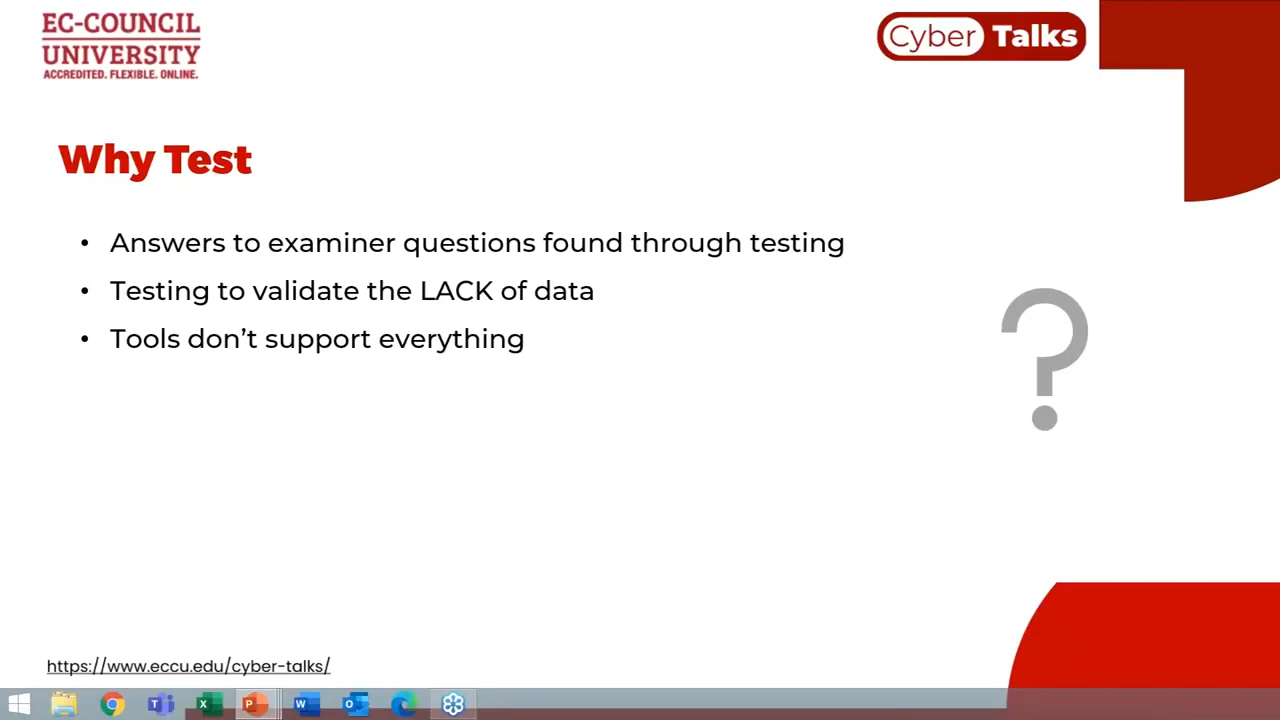 EC-COUNCIL
UNIVERSITY
ACCREDITED. FLEXIBLE. ONLINE.
Cyber Talks
Why Test
• Answers to examiner questions found through testing
• Testing to validate the LACK of data
• Tools don’t support everything
?
https://www.eccu.edu/cyber-talks/